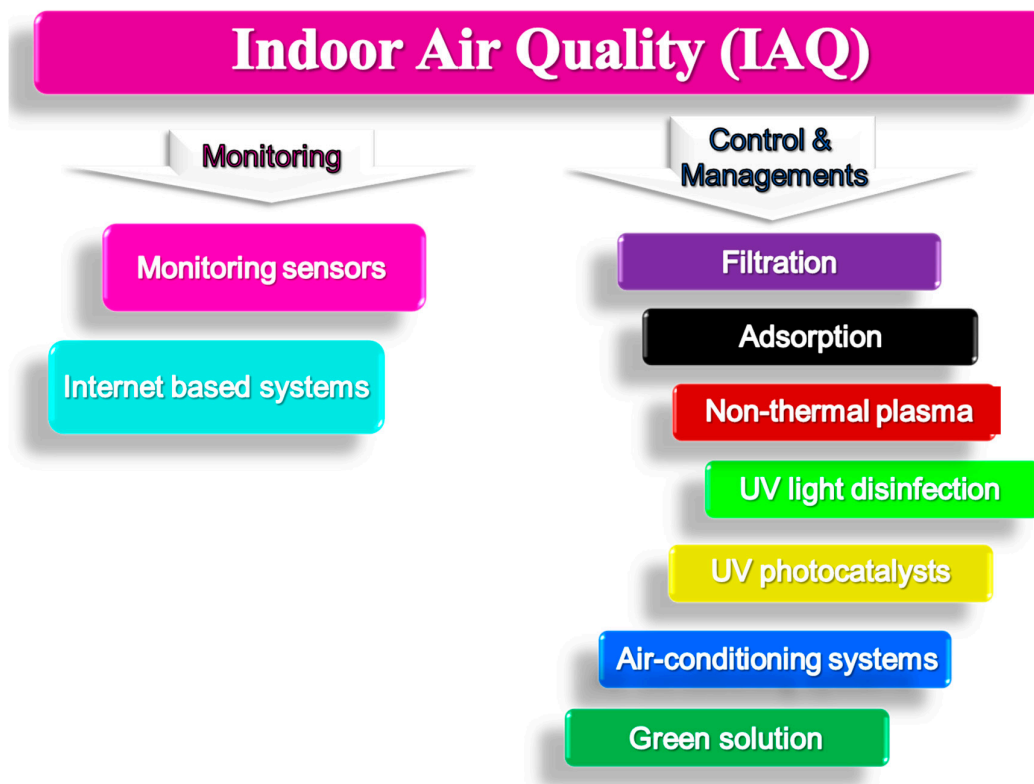 Indoor Air Quality (IAQ)
Monitoring
Monitoring sensors
Internet based systems
Control &
Managements
Filtration
Adsorption
Non-thermal plasma
UV light disinfection
UV photocatalysts
Air-conditioning systems
Green solution